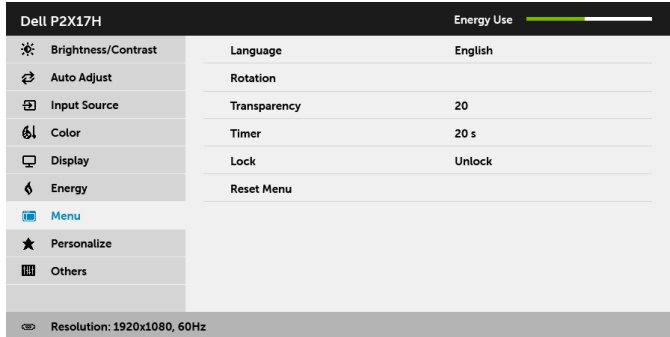 Dell P2X17H Energy Use
Brightness/Contrast Language English
Auto Adjust Rotation
Input Source Transparency 20
Color Timer 20 s
Display Lock Unlock
Energy Reset Menu
Menu
Personalize
Others
Resolution: 1920x1080, 60Hz